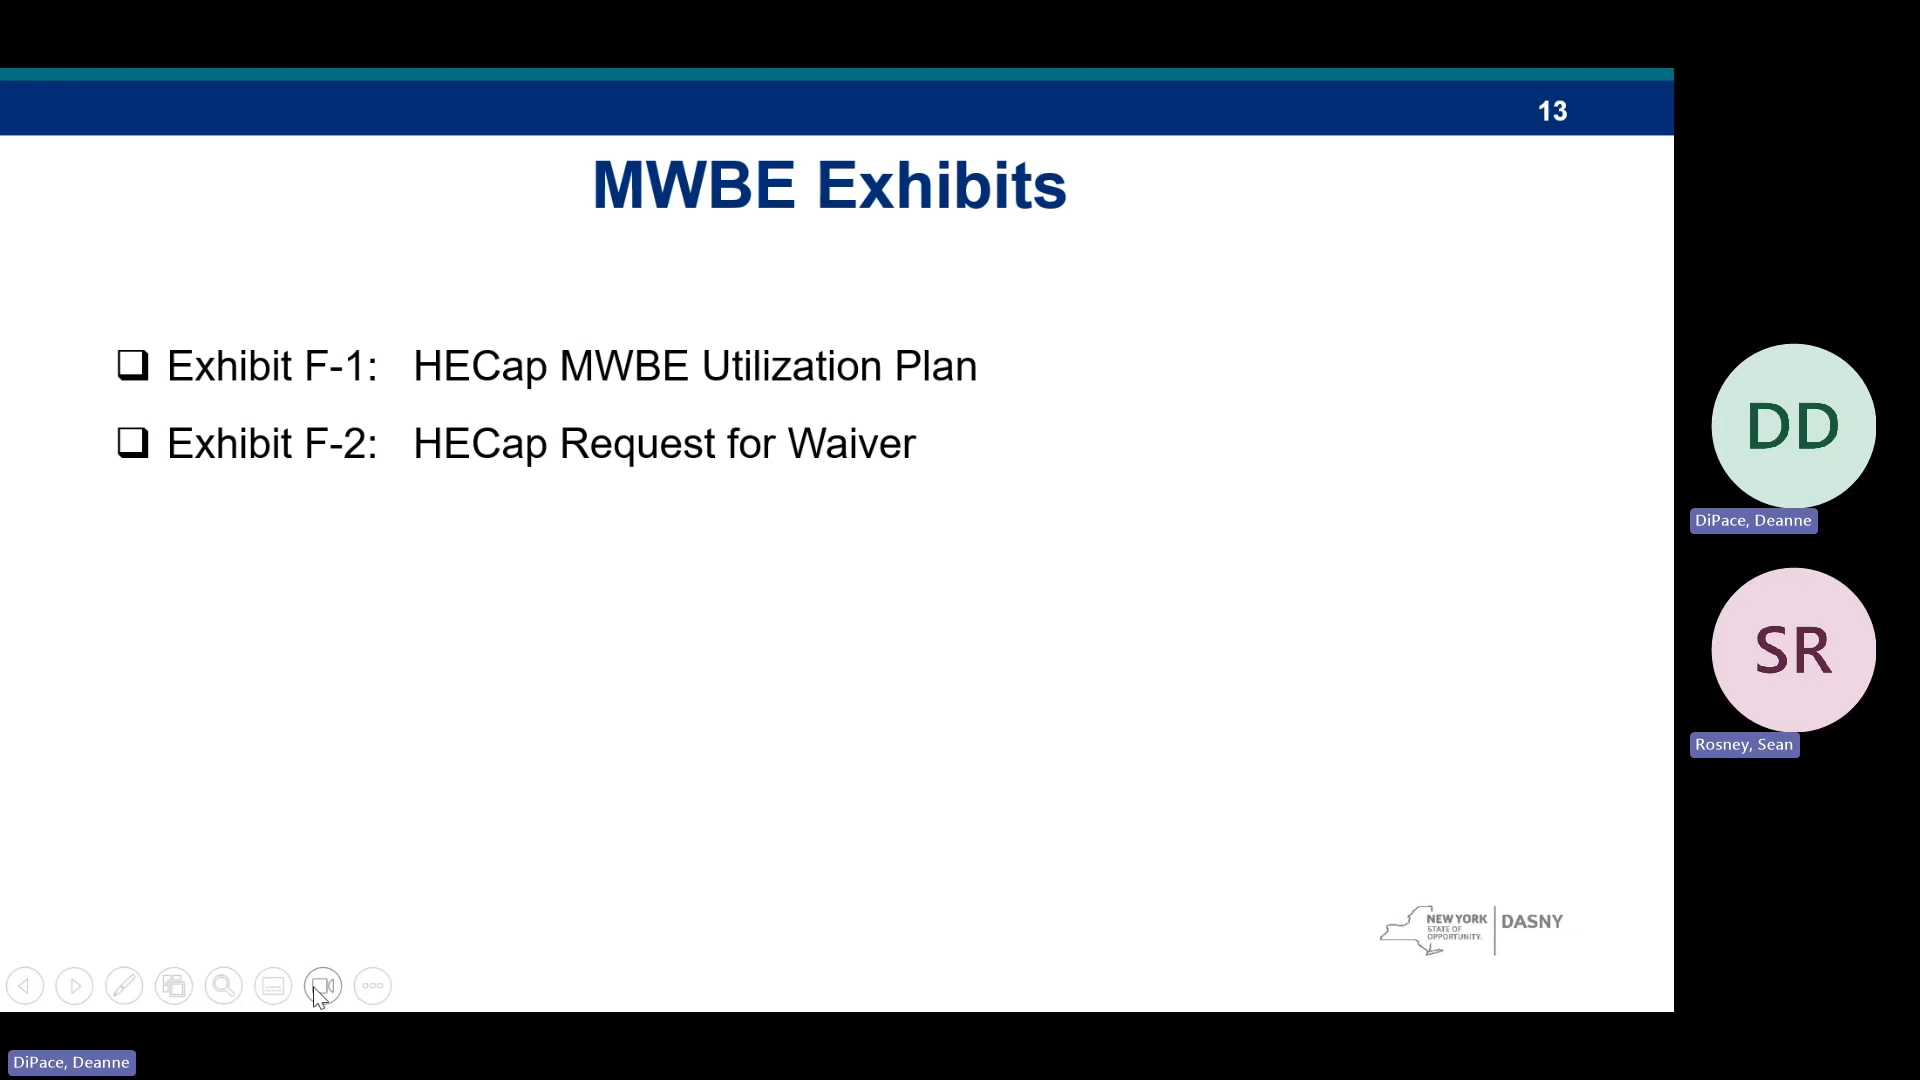 13
MWBE Exhibits
❑ Exhibit F-1: HECap MWBE Utilization Plan
❑ Exhibit F-2: HECap Request for Waiver
NEW YORK
STATE OF
OPPORTUNITY.
DASNY
DD
DiPace, Deanne
SR
Rosney, Sean
DiPace, Deanne